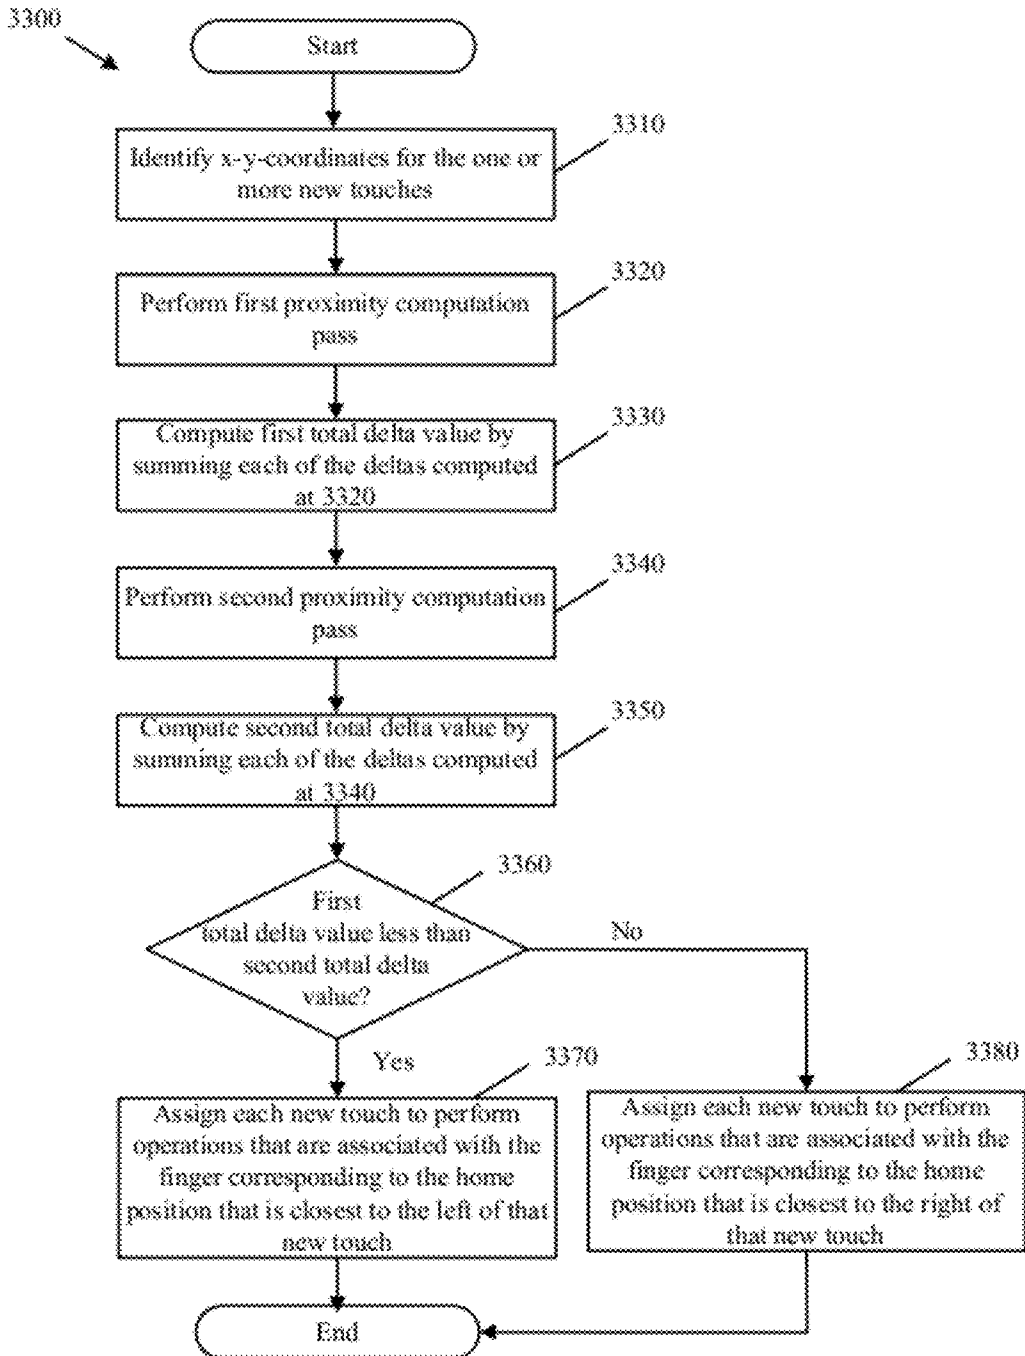 3300
Start
3310
Identify x-y-coordinates for the one or
more new touches
3320
Perform first proximity computation
pass
3330
Compute first total delta value by
summing each of the deltas computed
at 3320
3340
Perform second proximity computation
pass
3350
Compute second total delta value by
summing each of the deltas computed
at 3340
3360
First
total delta value less than
second total delta
value?
No
Yes
3370
3380
Assign each new touch to perform
operations that are associated with the
finger corresponding to the home
position that is closest to the left of that
new touch
Assign each new touch to perform
operations that are associated with the
finger corresponding to the home
position that is closest to the right of
that new touch
End